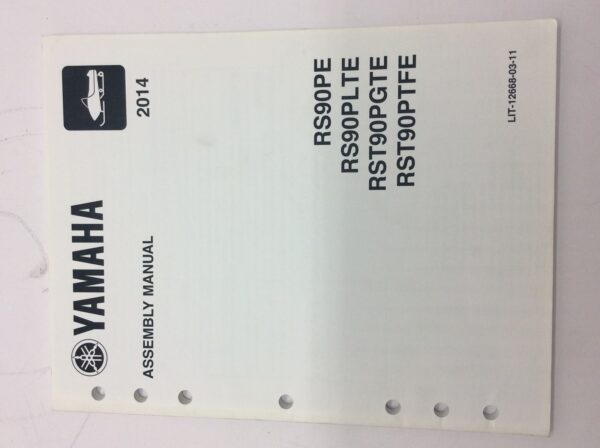 YAMAHA
ASSEMBLY MANUAL
2014
RS90PE
RS90PLTE
RST90PGTE
RST90PTFE
LIT-12668-03-11